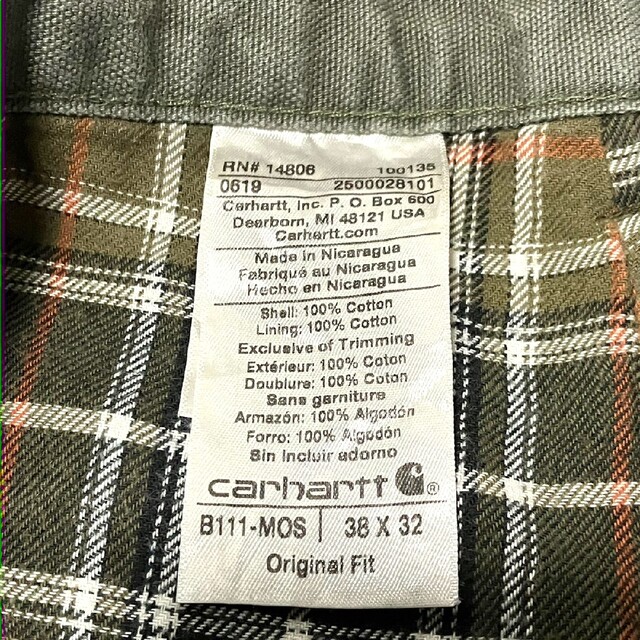 RN# 14806 100135
0619 2500028101
Carhartt, Inc. P. O. Box 600
Dearborn, MI 48121 USA
Carhartt.com
Made in Nicaragua
Fabriqué au Nicaragua
Hecho en Nicaragua
Shell: 100% Cotton
Lining: 100% Cotton
Exclusive of Trimming
Extérieur: 100% Coton
Doublure: 100% Coton
Sans garniture
Armazón: 100% Algodón
Forro: 100% Algodón
Sin Incluir adorno
carhartt ®
B111-MOS | 38 X 32
Original Fit